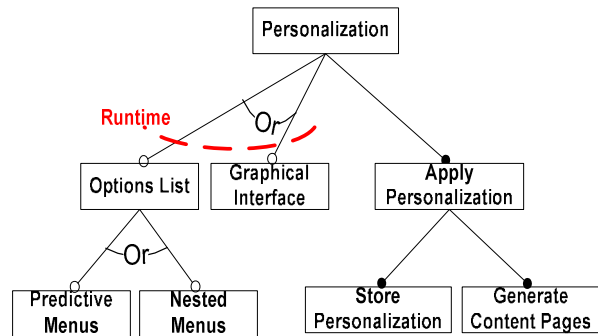 Personalization
Runtime
Or
Options List
Graphical
Interface
Apply
Personalization
Or
Predictive
Menus
Nested
Menus
Store
Personalization
Generate
Content Pages